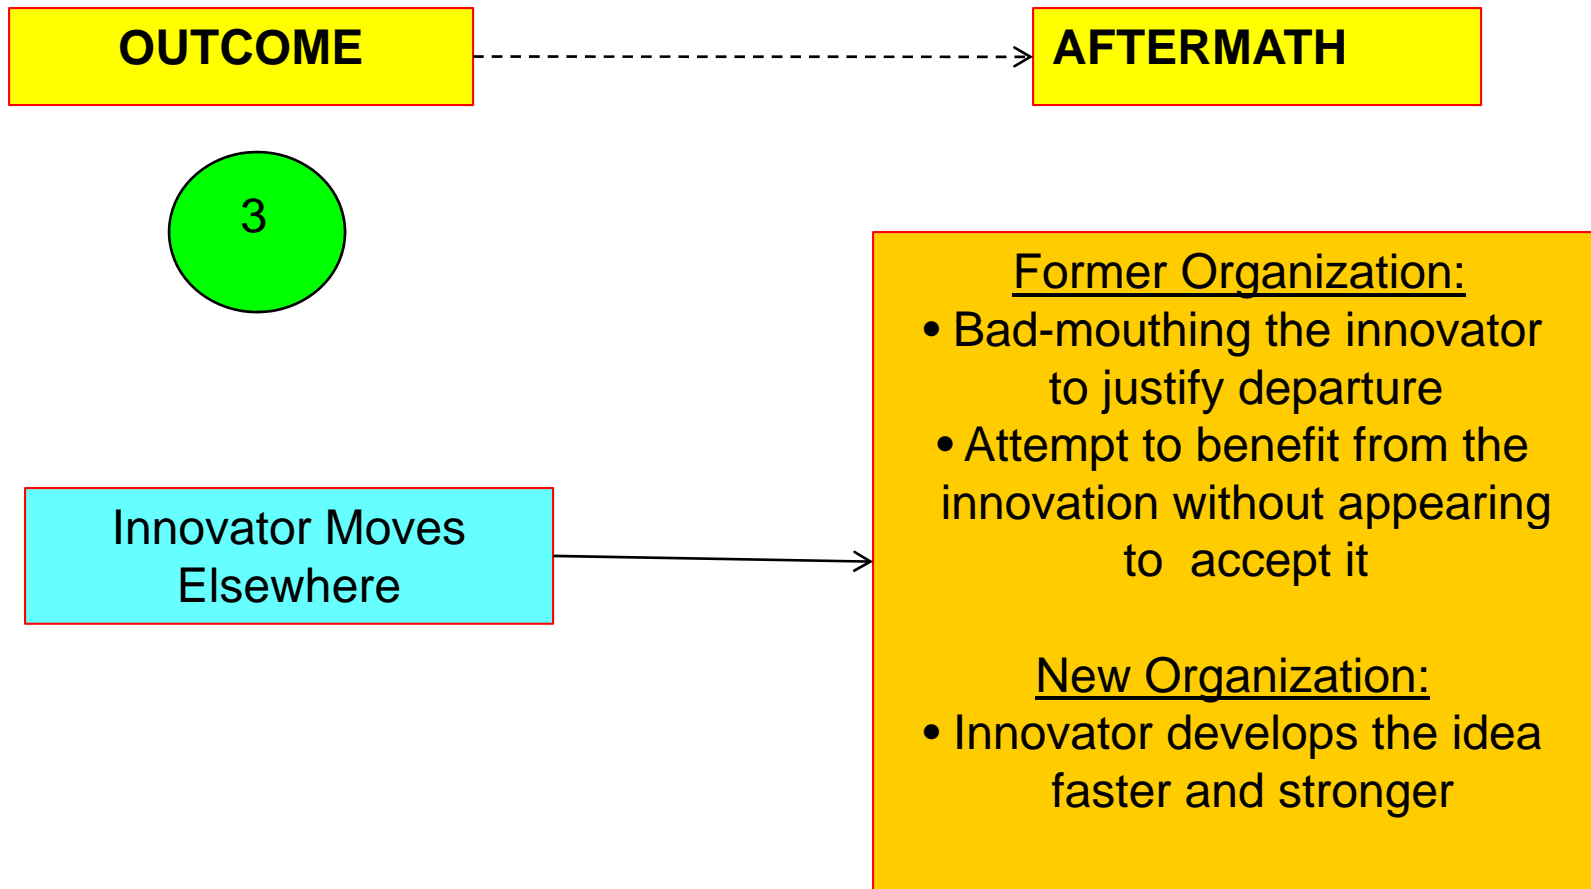 OUTCOME
AFTERMATH
3
Innovator Moves
Elsewhere
Former Organization:
• Bad-mouthing the innovator
to justify departure
• Attempt to benefit from the
innovation without appearing
to accept it
New Organization:
• Innovator develops the idea
faster and stronger